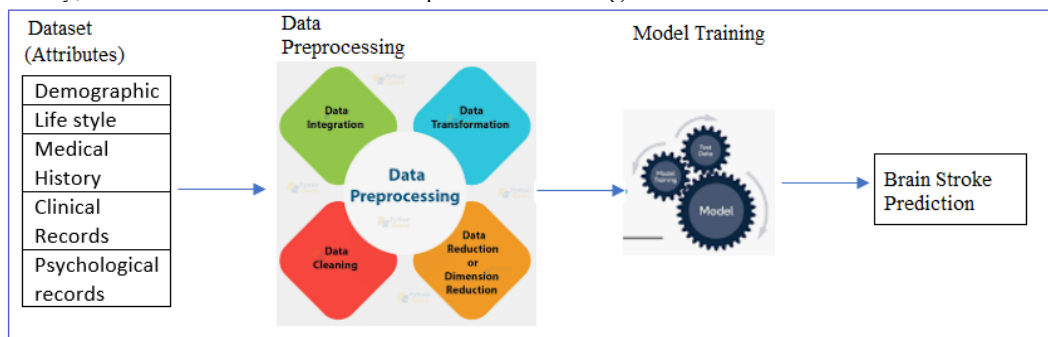 Dataset
(Attributes)
Demographic
Life style
Medical
History
Clinical
Records
Psychological
records
Data
Preprocessing
Data
Integration
Data
Transformation
Data
Preprocessing
Data
Cleaning
Data
Reduction
or
Dimension
Reduction
Model Training
Test
Data
Model
Training
Model
Brain Stroke
Prediction